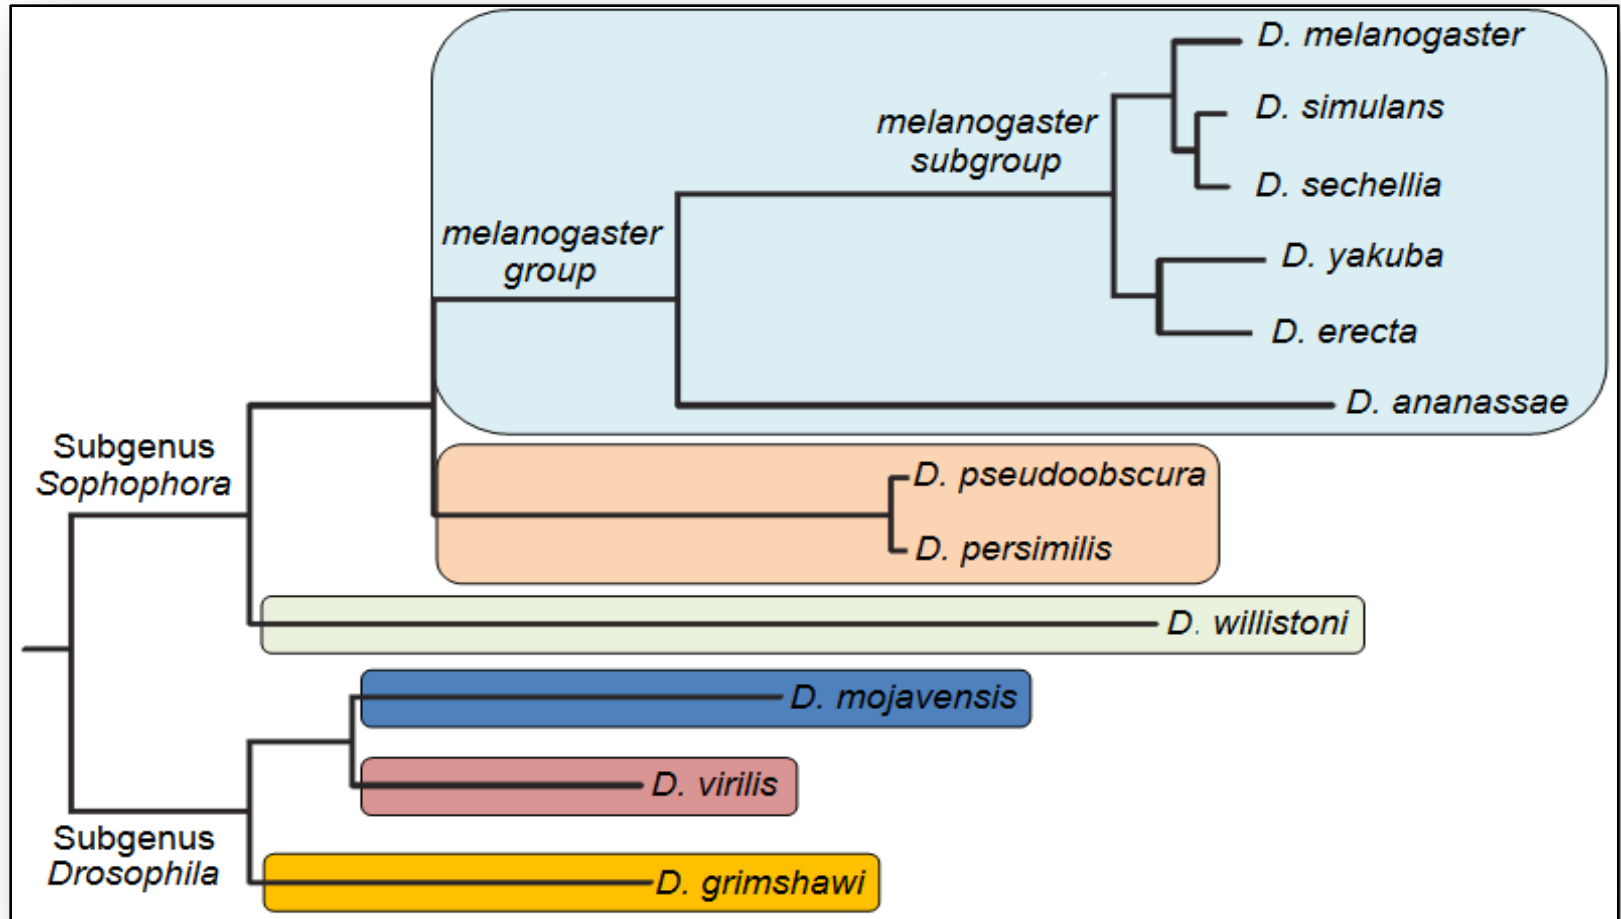 D. melanogaster
melanogaster
subgroup
D. simulans
D. sechellia
melanogaster
group
D. yakuba
D. erecta
D. ananassae
Subgenus
Sophophora
D. pseudoobscura
D. persimilis
D. willistoni
D. mojavensis
D. virilis
Subgenus
Drosophila
D. grimshawi